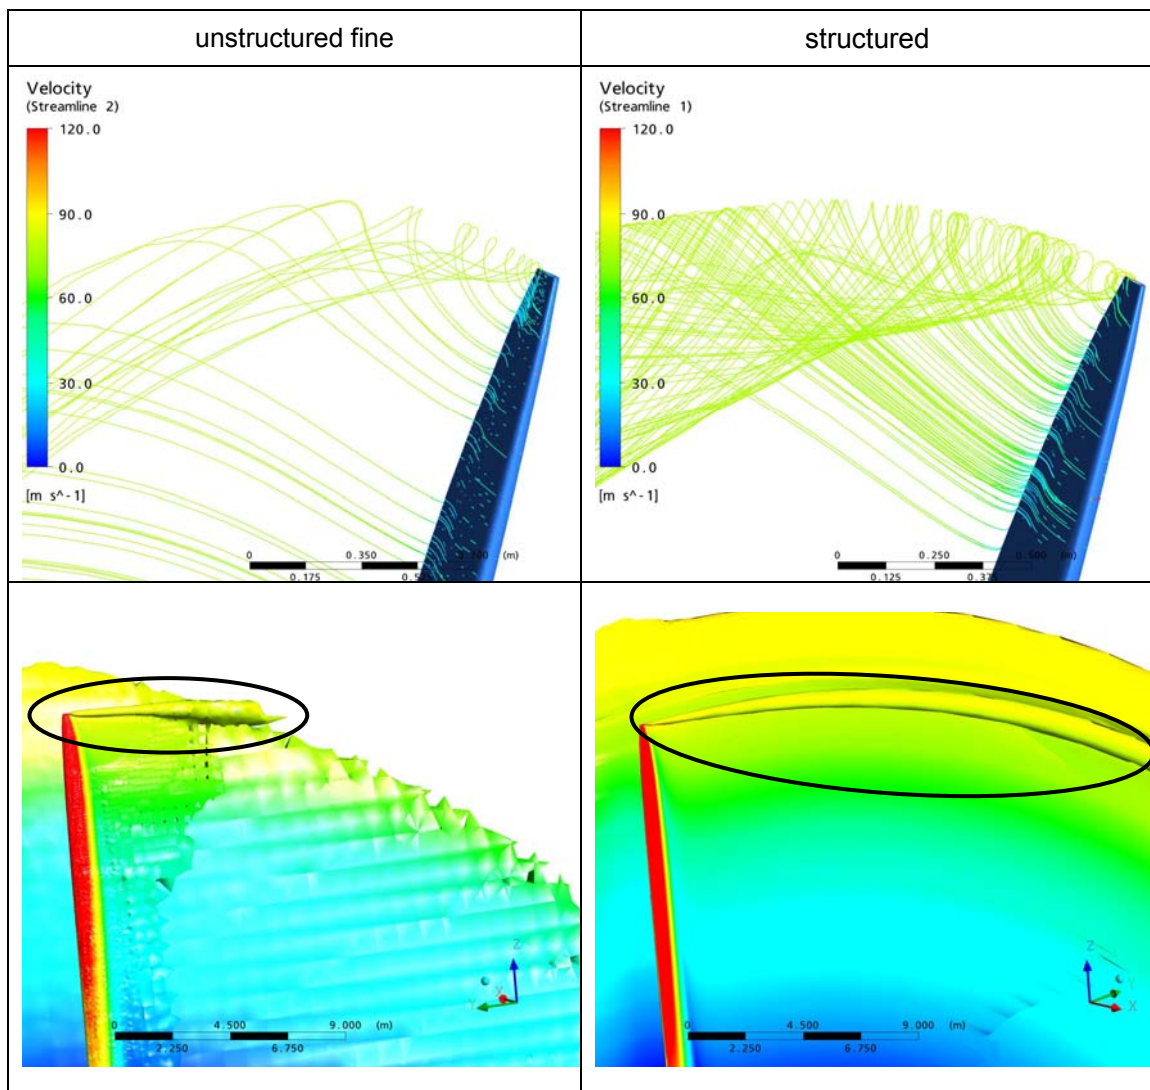 unstructured fine
structured
Velocity
(Streamline 2)
120.0
90.0
60.0
30.0
0.0
[m s^-1]
0 0.350 (m)
0.175
Velocity
(Streamline 1)
120.0
90.0
60.0
30.0
0.0
[m s^-1]
0 0.250 0.500 (m)
0.125 0.375
Z
X
Y
0 4.500 9.000 (m)
2.250 6.750
Z
Y
X
0 4.500 9.000 (m)
2.250 6.750